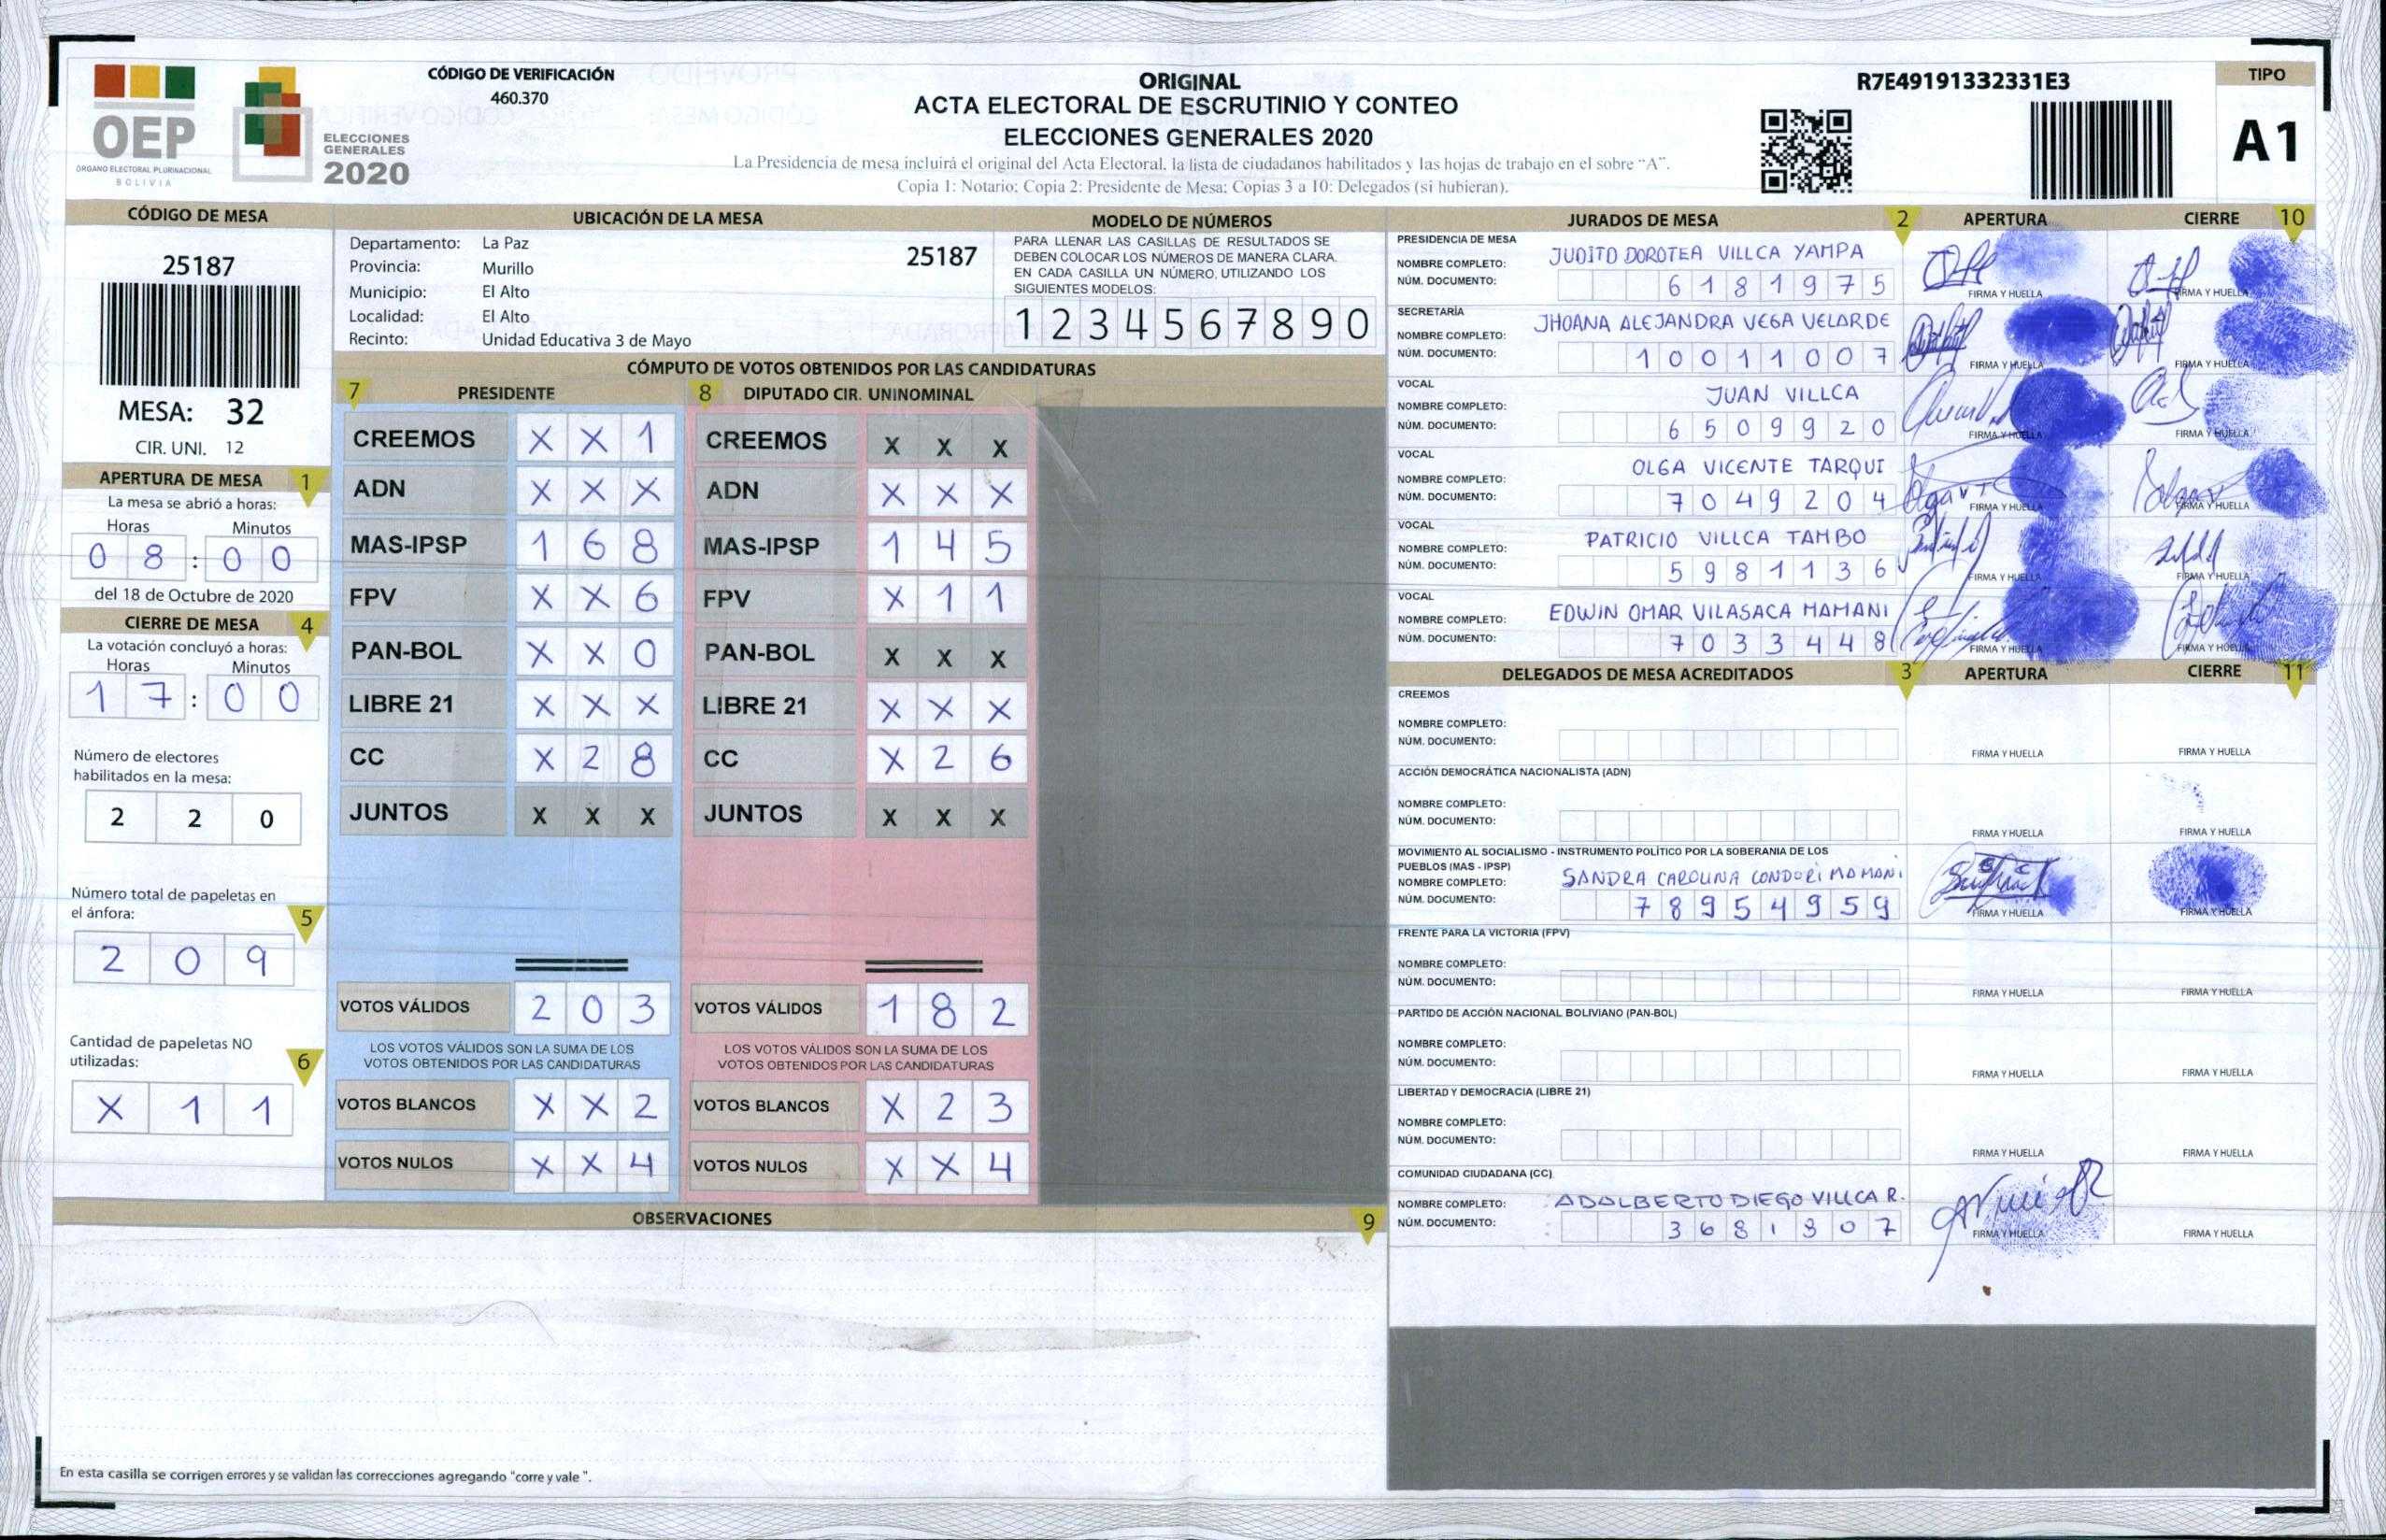 OEP
ÓRGANO ELECTORAL PLURINACIONAL
BOLIVIA
ELECCIONES
GENERALES
2020
CÓDIGO DE VERIFICACIÓN
460.370
ORIGINAL
ACTA ELECTORAL DE ESCRUTINIO Y CONTEO
ELECCIONES GENERALES 2020
La Presidencia de mesa incluirá el original del Acta Electoral, la lista de ciudadanos habilitados y las hojas de trabajo en el sobre "A".
Copia 1: Notario; Copia 2: Presidente de Mesa; Copias 3 a 10: Delegados (si hubieran).
R7E49191332331E3
TIPO
A1
CÓDIGO DE MESA
25187
MESA: 32
CIR. UNI. 12
APERTURA DE MESA 1
La mesa se abrió a horas:
Horas Minutos
0 8 : 0 0
del 18 de Octubre de 2020
CIERRE DE MESA 4
La votación concluyó a horas:
Horas Minutos
1 7 : 0 0
Número de electores
habilitados en la mesa:
2 2 0
Número total de papeletas en
el ánfora:
5
2 0 9
Cantidad de papeletas NO
utilizadas:
6
X 1 1
UBICACIÓN DE LA MESA
Departamento: La Paz
25187
Provincia: Murillo
Municipio: El Alto
Localidad: El Alto
Recinto: Unidad Educativa 3 de Mayo
MODELO DE NÚMEROS
PARA LLENAR LAS CASILLAS DE RESULTADOS SE
DEBEN COLOCAR LOS NÚMEROS DE MANERA CLARA.
EN CADA CASILLA UN NÚMERO, UTILIZANDO LOS
SIGUIENTES MODELOS:
1 2 3 4 5 6 7 8 9 0
CÓMPUTO DE VOTOS OBTENIDOS POR LAS CANDIDATURAS
7 PRESIDENTE
CREEMOS X X 1
ADN X X X
MAS-IPSP 1 6 8
FPV X X 6
PAN-BOL X X 0
LIBRE 21 X X X
CC X 2 8
JUNTOS X X X
VOTOS VÁLIDOS 2 0 3
LOS VOTOS VÁLIDOS SON LA SUMA DE LOS
VOTOS OBTENIDOS POR LAS CANDIDATURAS
VOTOS BLANCOS X X 2
VOTOS NULOS X X 4
8 DIPUTADO CIR. UNINOMINAL
CREEMOS X X X
ADN X X X
MAS-IPSP 1 4 5
FPV X 1 1
PAN-BOL X X X
LIBRE 21 X X X
CC X 2 6
JUNTOS X X X
VOTOS VÁLIDOS 1 8 2
LOS VOTOS VÁLIDOS SON LA SUMA DE LOS
VOTOS OBTENIDOS POR LAS CANDIDATURAS
VOTOS BLANCOS X 2 3
VOTOS NULOS X X 4
OBSERVACIONES 9
En esta casilla se corrigen errores y se validan las correcciones agregando "corre y vale ".
JURADOS DE MESA 2 APERTURA CIERRE 10
PRESIDENCIA DE MESA
NOMBRE COMPLETO: JUDITD DOROTEA VILLCA YAMPA
NÚM. DOCUMENTO: 6 1 8 1 9 7 5
FIRMA Y HUELLA FIRMA Y HUELLA
SECRETARÍA
NOMBRE COMPLETO: JHOANA ALEJANDRA VEGA VELARDE
NÚM. DOCUMENTO: 1 0 0 1 1 0 0 7
FIRMA Y HUELLA FIRMA Y HUELLA
VOCAL
NOMBRE COMPLETO: JUAN VILLCA
NÚM. DOCUMENTO: 6 5 0 9 9 2 0
FIRMA Y HUELLA FIRMA Y HUELLA
VOCAL
NOMBRE COMPLETO: OLGA VICENTE TARQUI
NÚM. DOCUMENTO: 7 0 4 9 2 0 4
FIRMA Y HUELLA FIRMA Y HUELLA
VOCAL
NOMBRE COMPLETO: PATRICIO VILLCA TAMBO
NÚM. DOCUMENTO: 5 9 8 1 1 3 6
FIRMA Y HUELLA FIRMA Y HUELLA
VOCAL
NOMBRE COMPLETO: EDWIN OMAR VILASACA MAMANI
NÚM. DOCUMENTO: 7 0 3 3 4 4 8
FIRMA Y HUELLA FIRMA Y HUELLA
DELEGADOS DE MESA ACREDITADOS 3 APERTURA CIERRE 11
CREEMOS
NOMBRE COMPLETO:
NÚM. DOCUMENTO:
FIRMA Y HUELLA FIRMA Y HUELLA
ACCIÓN DEMOCRÁTICA NACIONALISTA (ADN)
NOMBRE COMPLETO:
NÚM. DOCUMENTO:
FIRMA Y HUELLA FIRMA Y HUELLA
MOVIMIENTO AL SOCIALISMO - INSTRUMENTO POLÍTICO POR LA SOBERANIA DE LOS
PUEBLOS (MAS - IPSP)
NOMBRE COMPLETO: SANDRA CAROLINA CONDORI MAMANI
NÚM. DOCUMENTO: 7 8 9 5 4 9 5 9
FIRMA Y HUELLA FIRMA Y HUELLA
FRENTE PARA LA VICTORIA (FPV)
NOMBRE COMPLETO:
NÚM. DOCUMENTO:
FIRMA Y HUELLA FIRMA Y HUELLA
PARTIDO DE ACCIÓN NACIONAL BOLIVIANO (PAN-BOL)
NOMBRE COMPLETO:
NÚM. DOCUMENTO:
FIRMA Y HUELLA FIRMA Y HUELLA
LIBERTAD Y DEMOCRACIA (LIBRE 21)
NOMBRE COMPLETO:
NÚM. DOCUMENTO:
FIRMA Y HUELLA FIRMA Y HUELLA
COMUNIDAD CIUDADANA (CC)
NOMBRE COMPLETO: ADALBERTO DIEGO VILLCA R.
NÚM. DOCUMENTO: 3 6 8 1 8 0 7
FIRMA Y HUELLA FIRMA Y HUELLA